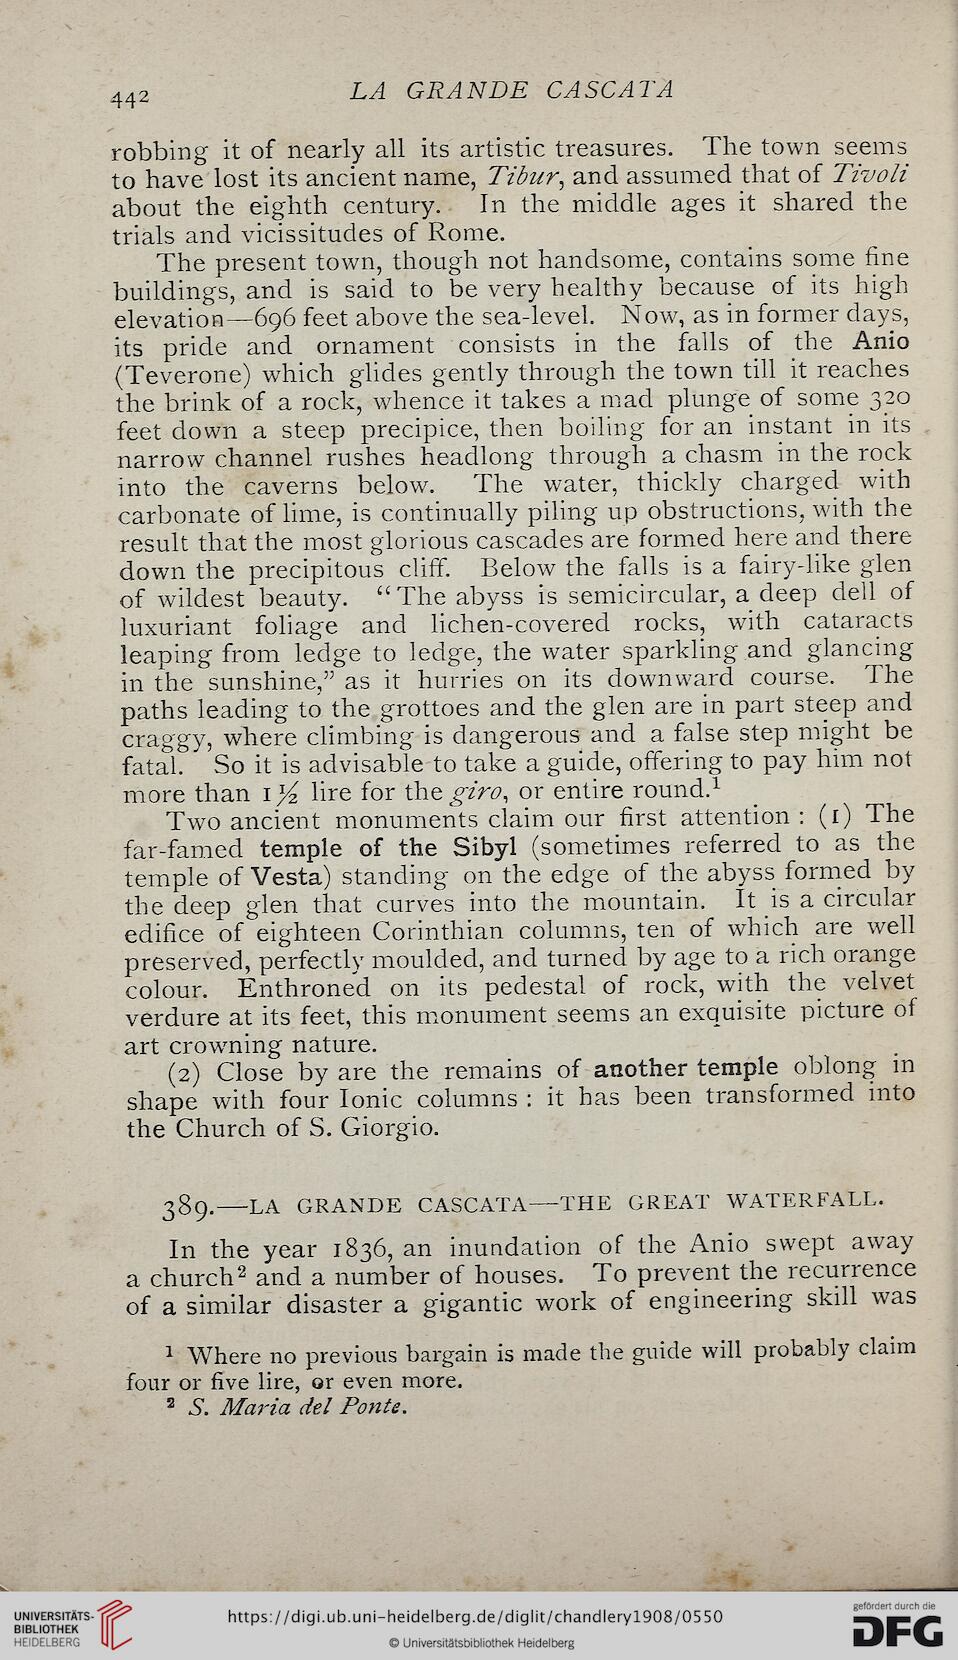 442
LA GRANDE CASCATA
robbing it of nearly all its artistic treasures. The town seems
to have lost its ancient name, Tibur, and assumed that of Tivoli
about the eighth century. In the middle ages it shared the
trials and vicissitudes of Rome.
The present town, though not handsome, contains some fine
buildings, and is said to be very healthy because of its high
elevation—696 feet above the sea-level. Now, as in former days,
its pride and ornament consists in the falls of the Anio
(Teverone) which glides gently through the town till it reaches
the brink of a rock, whence it takes a mad plunge of some 320
feet down a steep precipice, then boiling for an instant in its
narrow channel rushes headlong through a chasm in the rock
into the caverns below. The water, thickly charged with
carbonate of lime, is continually piling up obstructions, with the
result that the most glorious cascades are formed here and there
down the precipitous cliff. Below the falls is a fairy-like glen
of wildest beauty. “The abyss is semicircular, a deep dell of
luxuriant foliage and lichen-covered rocks, with cataracts
leaping from ledge to ledge, the water sparkling and glancing
in the sunshine,” as it hurries on its downward course. The
paths leading to the grottoes and the glen are in part steep and
craggy, where climbing is dangerous and a false step might be
fatal. So it is advisable to take a guide, offering to pay him not
more than 1½ lire for the giro, or entire round.¹
Two ancient monuments claim our first attention : (1) The
far-famed temple of the Sibyl (sometimes referred to as the
temple of Vesta) standing on the edge of the abyss formed by
the deep glen that curves into the mountain. It is a circular
edifice of eighteen Corinthian columns, ten of which are well
preserved, perfectly moulded, and turned by age to a rich orange
colour. Enthroned on its pedestal of rock, with the velvet
verdure at its feet, this monument seems an exquisite picture of
art crowning nature.
(2) Close by are the remains of another temple oblong in
shape with four Ionic columns : it has been transformed into
the Church of S. Giorgio.
389.—LA GRANDE CASCATA—THE GREAT WATERFALL.
In the year 1836, an inundation of the Anio swept away
a church² and a number of houses. To prevent the recurrence
of a similar disaster a gigantic work of engineering skill was
¹ Where no previous bargain is made the guide will probably claim
four or five lire, or even more.
² S. Maria del Ponte.
UNIVERSITÄTS-
BIBLIOTHEK
HEIDELBERG
https://digi.ub.uni-heidelberg.de/diglit/chandlery1908/0550
© Universitätsbibliothek Heidelberg
gefördert durch die
DFG